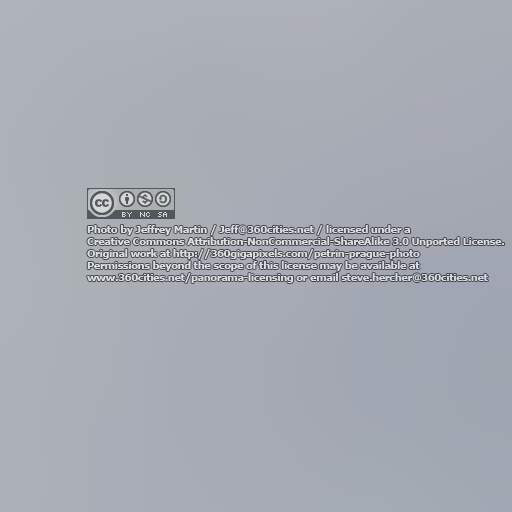 cc
BY NC SA
Photo by Jeffrey Martin / Jeff@360cities.net / licensed under a
Creative Commons Attribution-NonCommercial-ShareAlike 3.0 Unported License.
Original work at http://360gigapixels.com/petrin-prague-photo
Permissions beyond the scope of this license may be available at
www.360cities.net/panorama-licensing or email steve.hercher@360cities.net